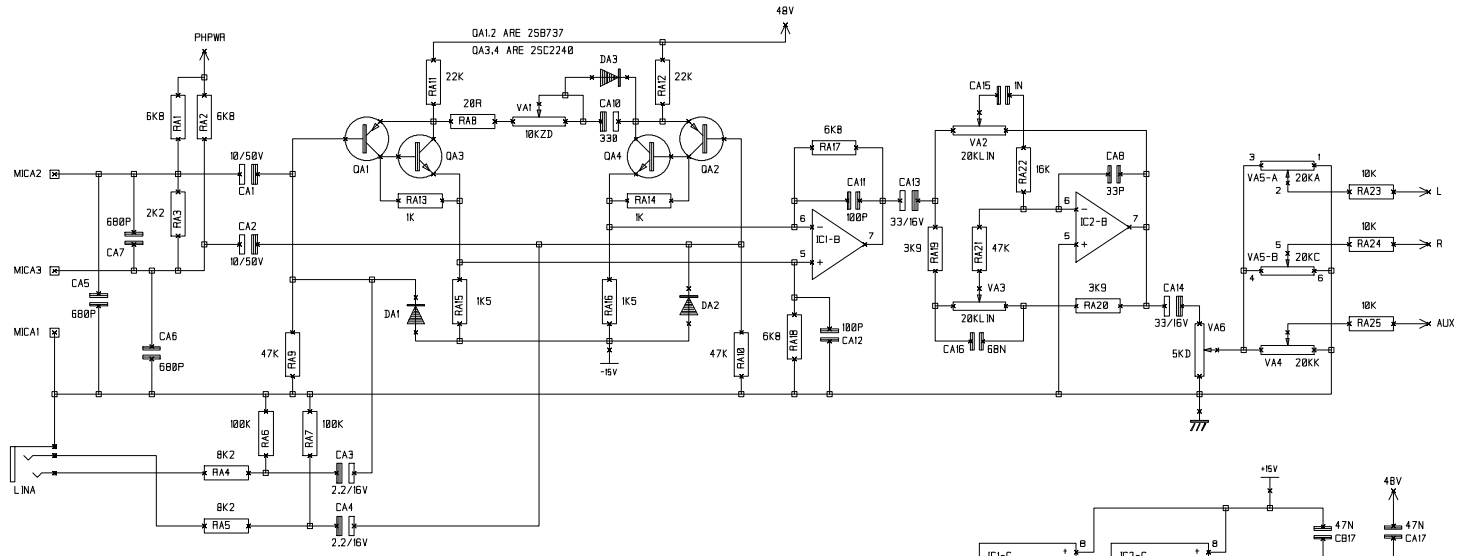 48V
QA1,2 ARE 2SB737
QA3,4 ARE 2SC2240
PHPWR
6K8
RA1
RA2
6K8
10/50V
CA1
MICA2
2K2
RA3
680P
CA7
CA2
10/50V
MICA3
CA5
680P
MICA1
CA6
680P
RA11
22K
20R
RA8
VA1
10KZD
DA3
CA10
330
RA12
22K
QA1
QA3
QA4
QA2
RA13
1K
RA14
1K
DA1
RA15
1K5
RA16
1K5
DA2
-15V
47K
RA9
47K
RA10
6K8
RA17
CA11
100P
6
5
7
IC1-B
6K8
RA18
100P
CA12
CA13
33/16V
CA15
1N
VA2
20KLIN
RA22
16K
CA8
33P
6
5
7
IC2-B
3K9
RA19
RA21
47K
VA3
20KLIN
3K9
RA20
CA16
68N
CA14
33/16V
VA6
5KD
3
1
VA5-A
20KA
2
10K
RA23
L
5
VA5-B
20KC
4
6
10K
RA24
R
VA4
20KK
10K
RA25
AUX
100K
RA6
RA7
100K
LINA
8K2
RA4
CA3
2.2/16V
8K2
RA5
CA4
2.2/16V
+15V
48V
47N
CB17
47N
CA17
IC1-C
+
8
IC2-C
+
8